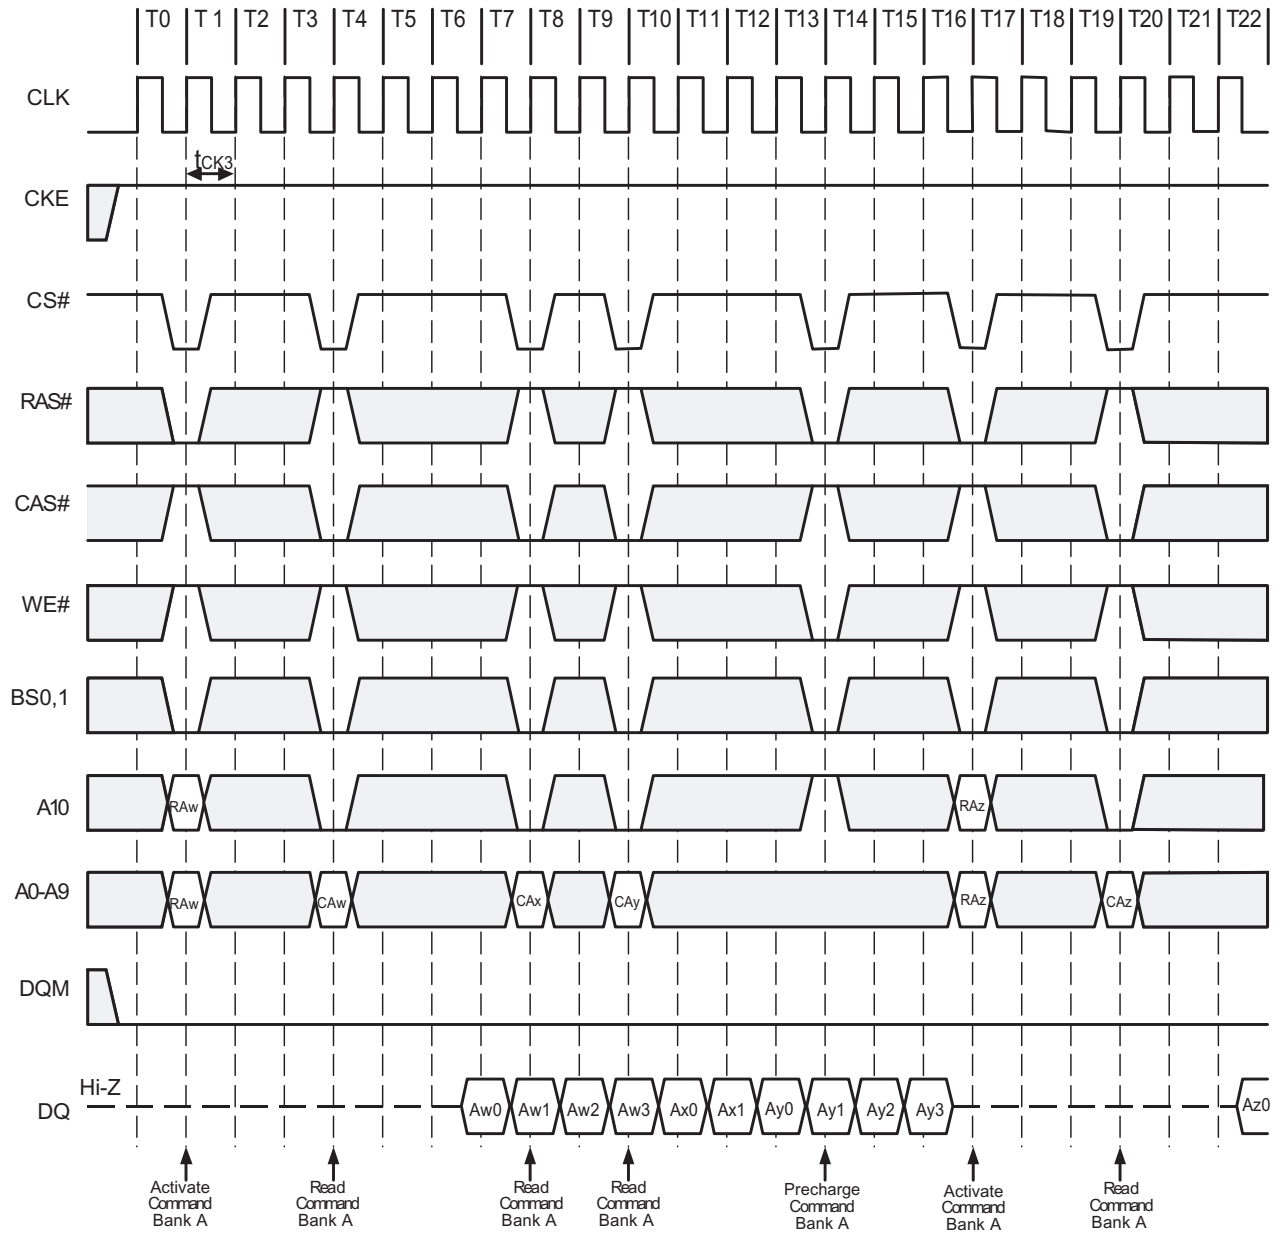 T0 T 1 T2 T3 T4 T5 T6 T7 T8 T9 T10 T11 T12 T13 T14 T15 T16 T17 T18 T19 T20 T21 T22
CLK
tCK3
CKE
CS#
RAS#
CAS#
WE#
BS0,1
A10 RAw RAz
A0-A9 RAw CAw CAx CAy RAz CAz
DQM
Hi-Z
DQ Aw0 Aw1 Aw2 Aw3 Ax0 Ax1 Ay0 Ay1 Ay2 Ay3 Az0
Activate Read Read Read Precharge Activate Read
Command Command Command Command Command Command Command
Bank A Bank A Bank A Bank A Bank A Bank A Bank A